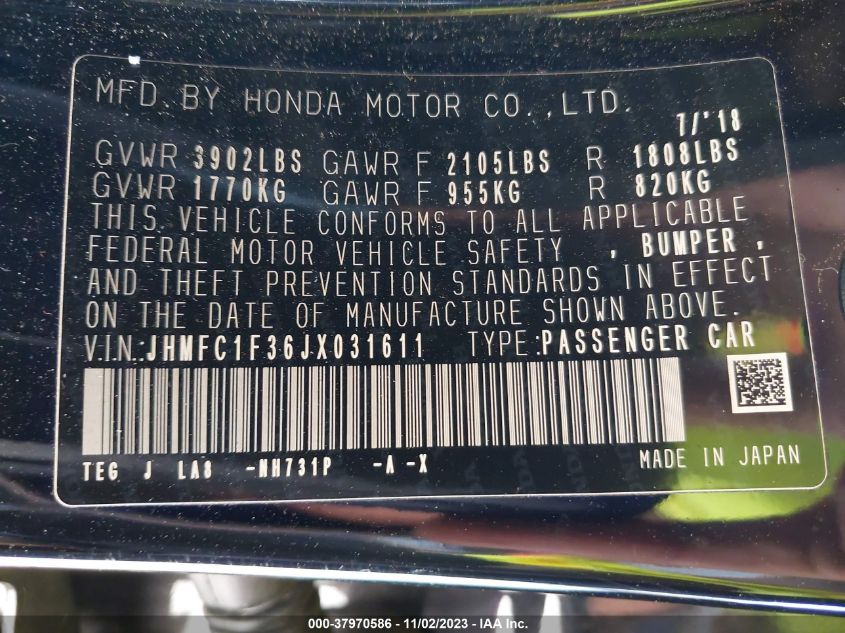 MFD. BY HONDA MOTOR CO.,LTD.
7/'18
GVWR 3902LBS GAWR F 2105LBS R 1808LBS
GVWR 1770KG GAWR F 955KG R 820KG
THIS VEHICLE CONFORMS TO ALL APPLICABLE
FEDERAL MOTOR VEHICLE SAFETY , BUMPER ,
AND THEFT PREVENTION STANDARDS IN EFFECT
ON THE DATE OF MANUFACTURE SHOWN ABOVE.
V.I.N.:JHMFC1F36JX031611 TYPE:PASSENGER CAR
TEG J LA8 -NH731P -A -X MADE IN JAPAN
000-37970586 - 11/02/2023 - IAA Inc.